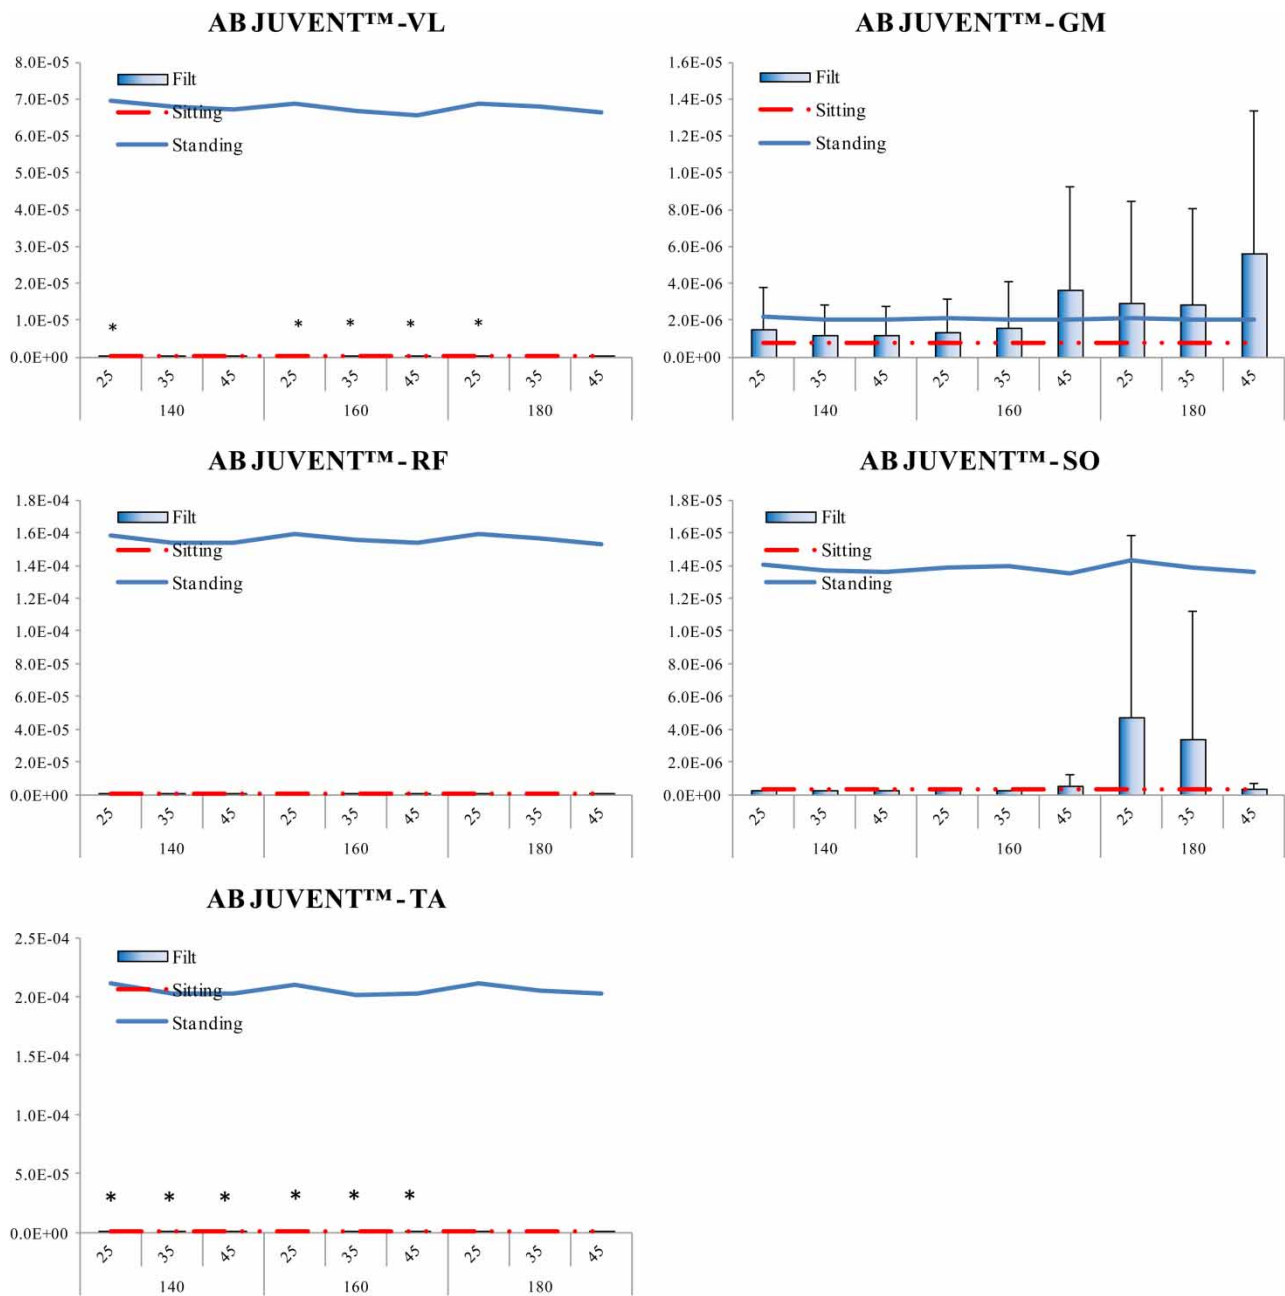 AB JUVENT™-VL
8.0E-05
7.0E-05
6.0E-05
5.0E-05
4.0E-05
3.0E-05
2.0E-05
1.0E-05
0.0E+00
Filt
Sitting
Standing
* * * * *
25 35 45 25 35 45 25 35 45
140 160 180
AB JUVENT™-GM
1.6E-05
1.4E-05
1.2E-05
1.0E-05
8.0E-06
6.0E-06
4.0E-06
2.0E-06
0.0E+00
Filt
Sitting
Standing
25 35 45 25 35 45 25 35 45
140 160 180
AB JUVENT™-RF
1.8E-04
1.6E-04
1.4E-04
1.2E-04
1.0E-04
8.0E-05
6.0E-05
4.0E-05
2.0E-05
0.0E+00
Filt
Sitting
Standing
25 35 45 25 35 45 25 35 45
140 160 180
AB JUVENT™-SO
1.8E-05
1.6E-05
1.4E-05
1.2E-05
1.0E-05
8.0E-06
6.0E-06
4.0E-06
2.0E-06
0.0E+00
Filt
Sitting
Standing
25 35 45 25 35 45 25 35 45
140 160 180
AB JUVENT™-TA
2.5E-04
2.0E-04
1.5E-04
1.0E-04
5.0E-05
0.0E+00
Filt
Sitting
Standing
* * * * * *
25 35 45 25 35 45 25 35 45
140 160 180